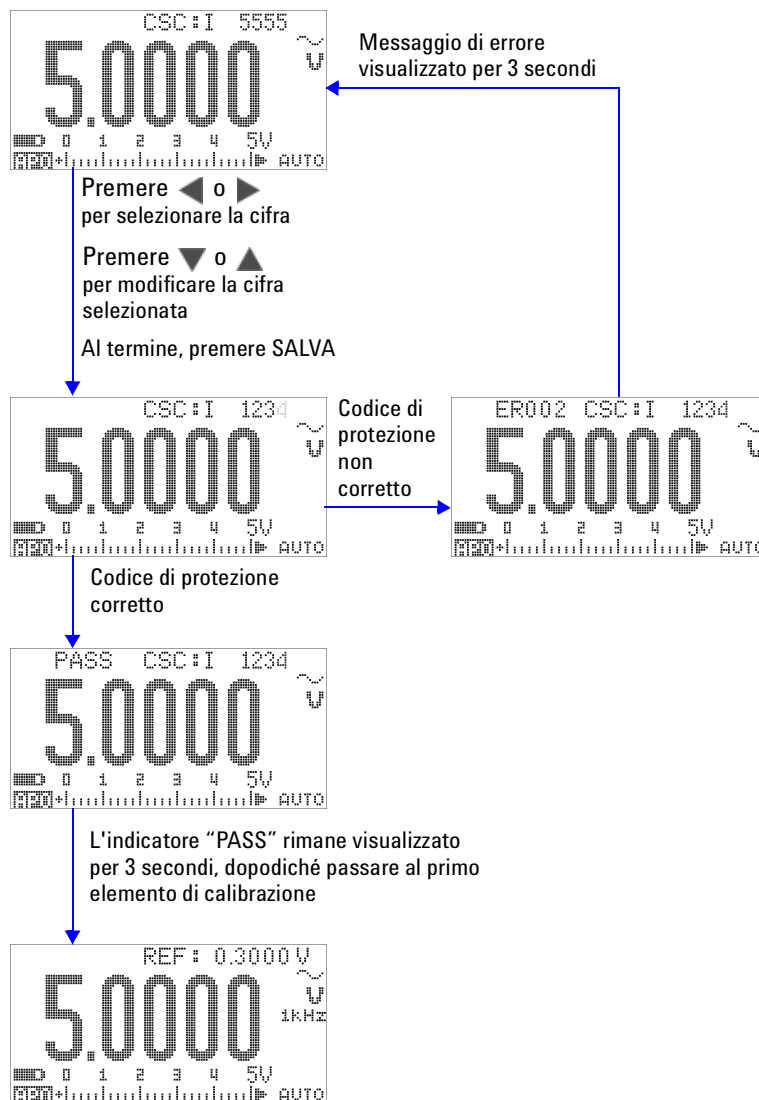 CSC:I 5555
5.0000
0 1 2 3 4 5V
APO AUTO
Messaggio di errore
visualizzato per 3 secondi
Premere ◀ o ▶
per selezionare la cifra
Premere ▼ o ▲
per modificare la cifra
selezionata
Al termine, premere SALVA
CSC:I 1234
5.0000
0 1 2 3 4 5V
APO AUTO
Codice di
protezione
non
corretto
ER002 CSC:I 1234
5.0000
0 1 2 3 4 5V
APO AUTO
Codice di protezione
corretto
PASS CSC:I 1234
5.0000
0 1 2 3 4 5V
APO AUTO
L'indicatore “PASS” rimane visualizzato
per 3 secondi, dopodiché passare al primo
elemento di calibrazione
REF: 0.3000 V
5.0000
1kHz
0 1 2 3 4 5V
APO AUTO